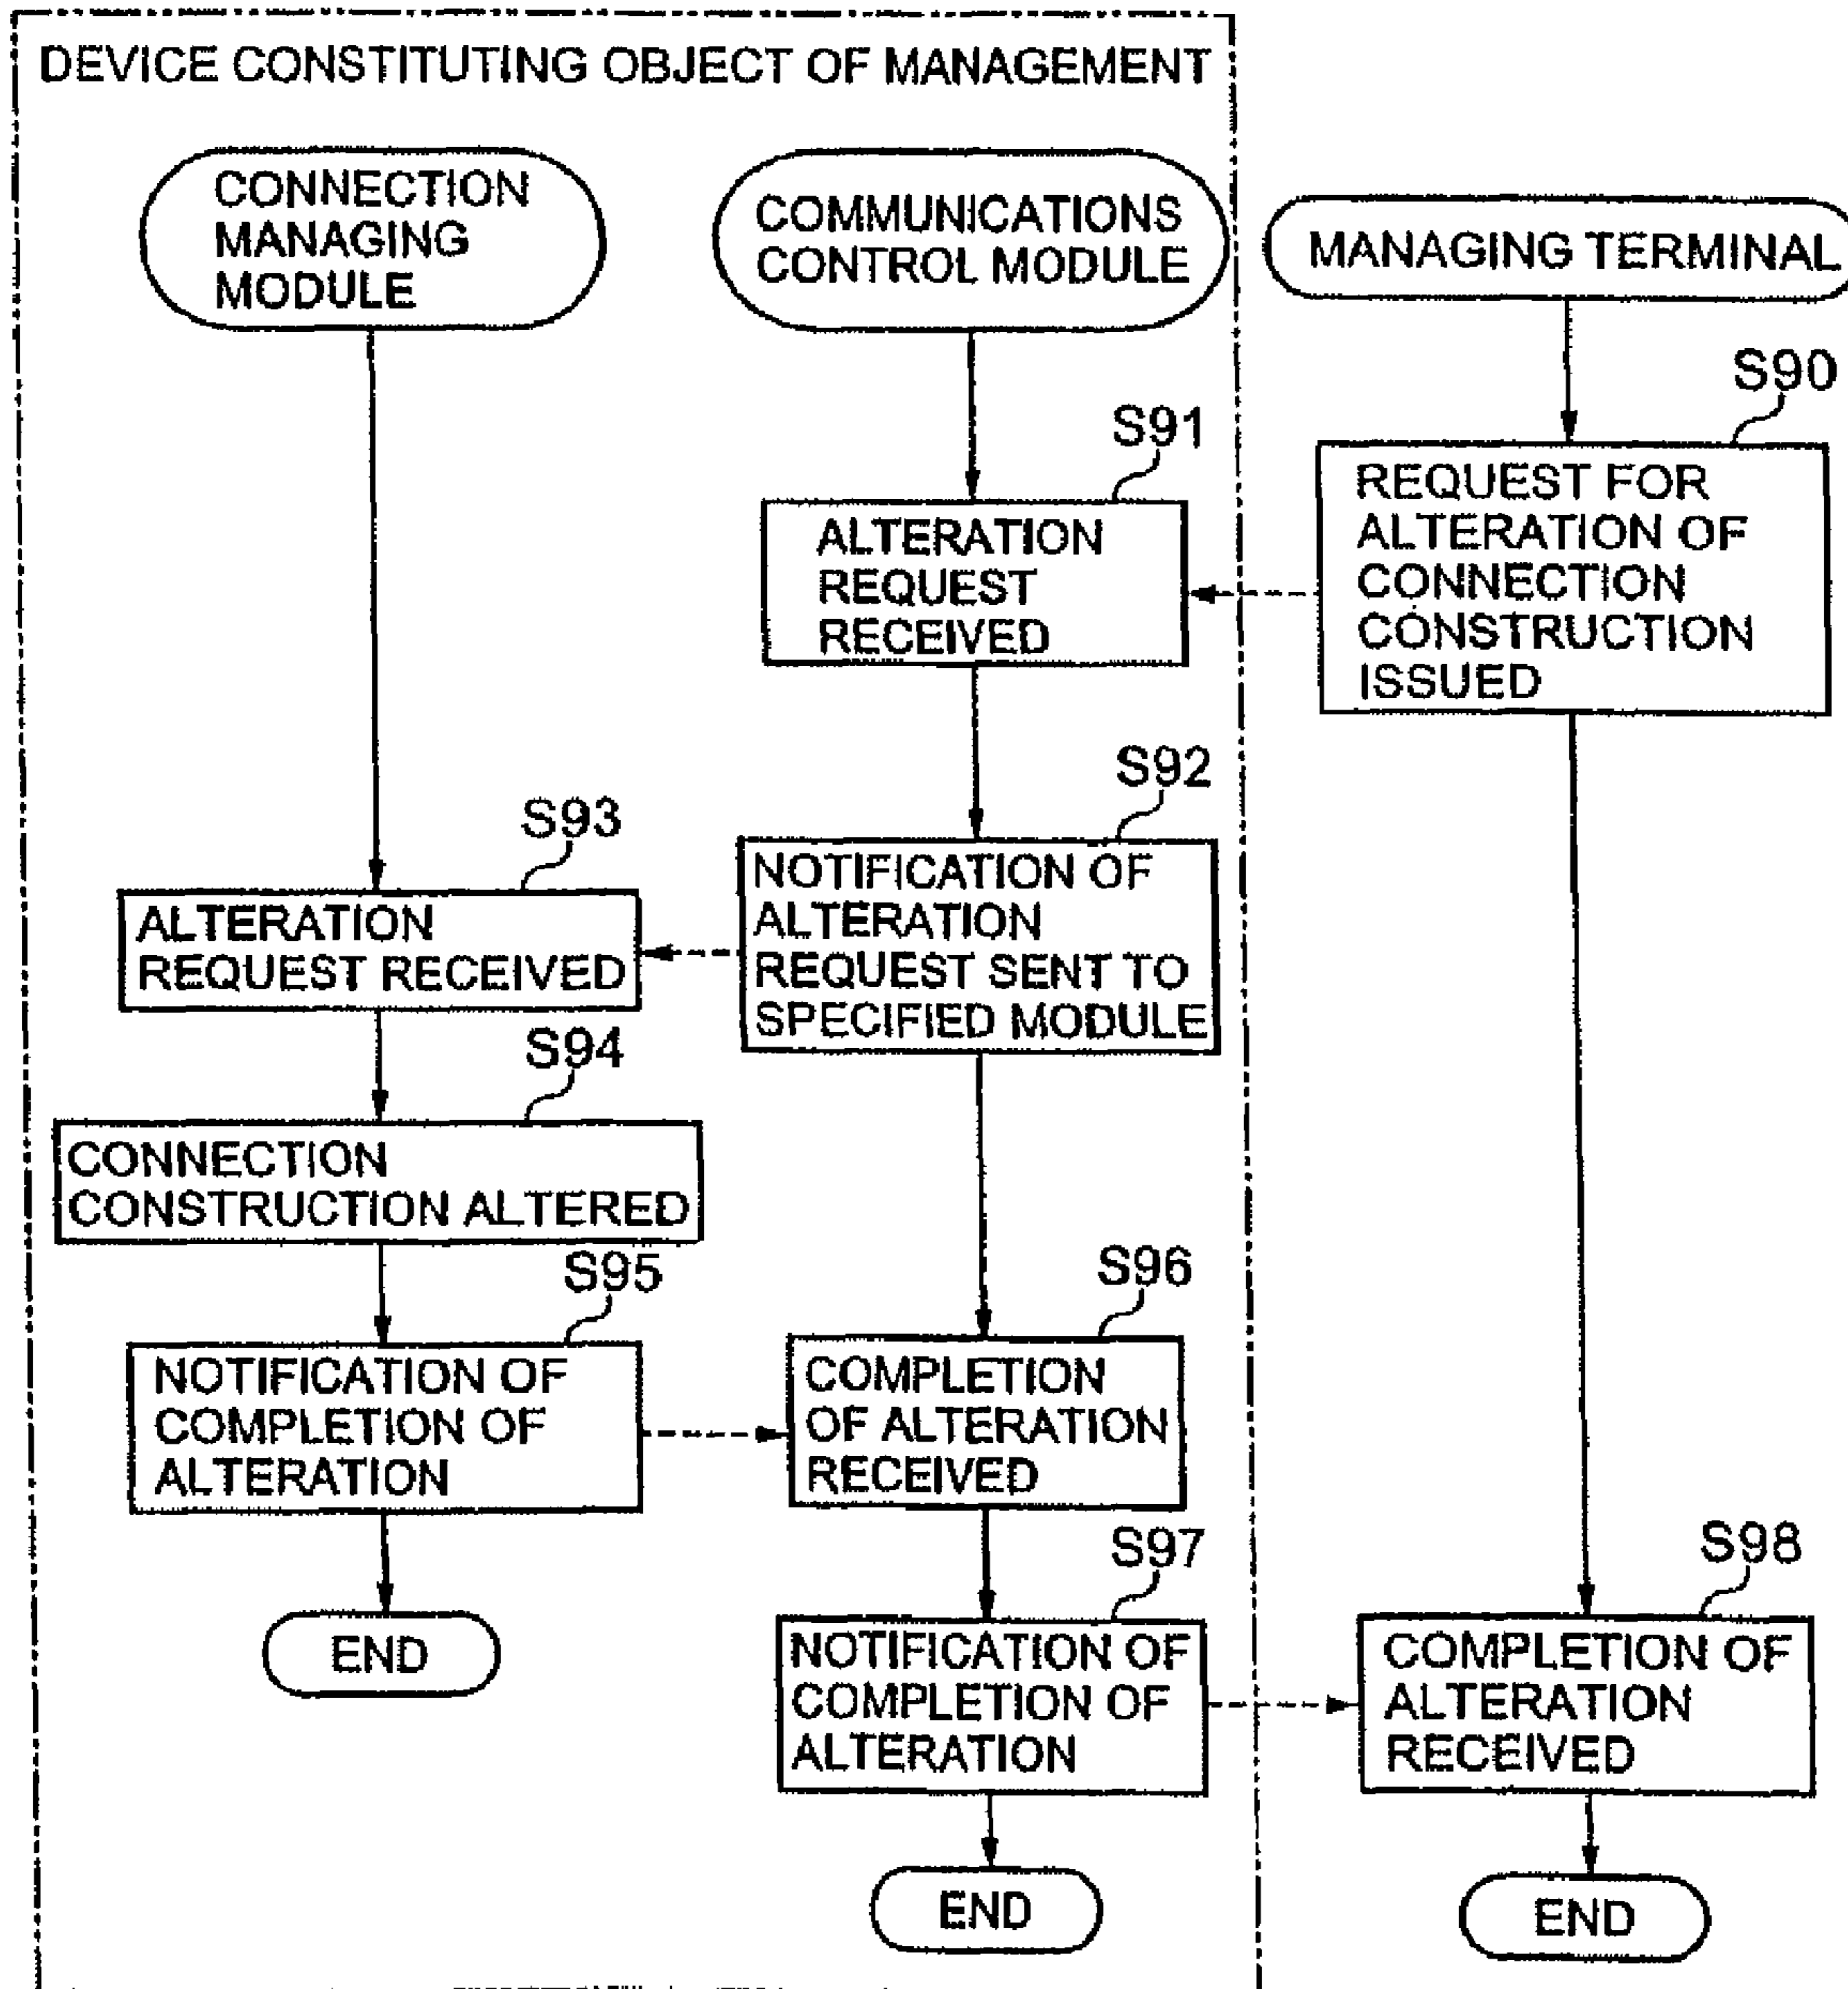 DEVICE CONSTITUTING OBJECT OF MANAGEMENT
CONNECTION
MANAGING
MODULE
COMMUNICATIONS
CONTROL MODULE
MANAGING TERMINAL
S90
REQUEST FOR
ALTERATION OF
CONNECTION
CONSTRUCTION
ISSUED
S91
ALTERATION
REQUEST
RECEIVED
S92
NOTIFICATION OF
ALTERATION
REQUEST SENT TO
SPECIFIED MODULE
S93
ALTERATION
REQUEST RECEIVED
S94
CONNECTION
CONSTRUCTION ALTERED
S95
NOTIFICATION OF
COMPLETION OF
ALTERATION
END
S96
COMPLETION
OF ALTERATION
RECEIVED
S97
NOTIFICATION OF
COMPLETION OF
ALTERATION
END
S98
COMPLETION OF
ALTERATION
RECEIVED
END